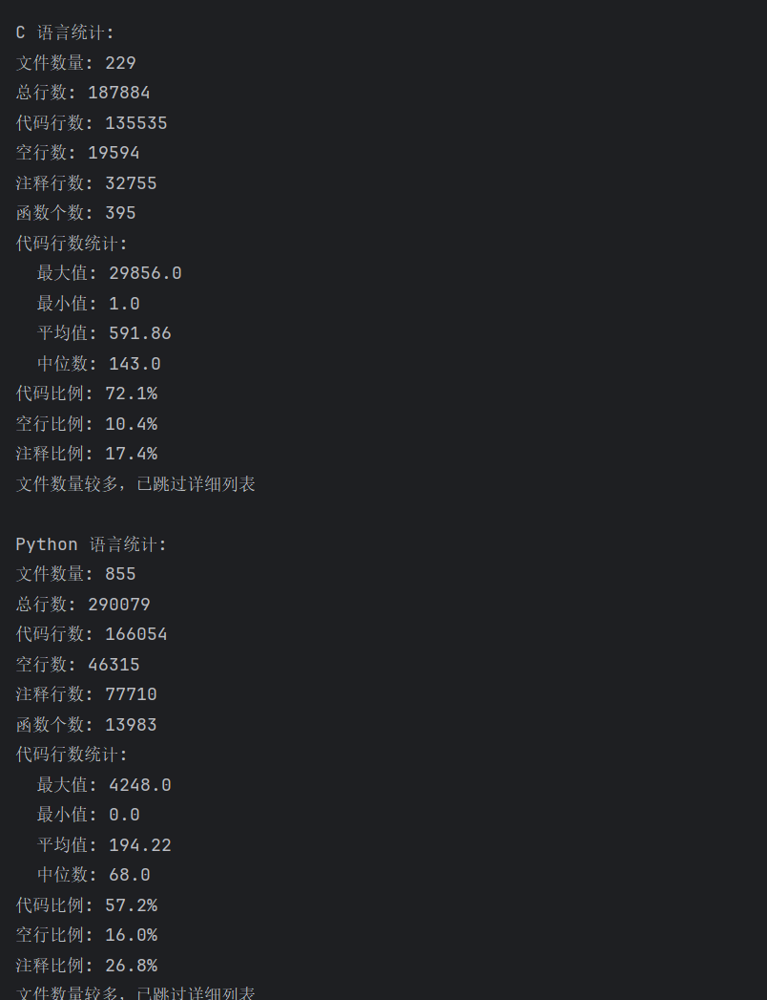 C 语言统计:
文件数量: 229
总行数: 187884
代码行数: 135535
空行数: 19594
注释行数: 32755
函数个数: 395
代码行数统计:
最大值: 29856.0
最小值: 1.0
平均值: 591.86
中位数: 143.0
代码比例: 72.1%
空行比例: 10.4%
注释比例: 17.4%
文件数量较多，已跳过详细列表
Python 语言统计:
文件数量: 855
总行数: 290079
代码行数: 166054
空行数: 46315
注释行数: 77710
函数个数: 13983
代码行数统计:
最大值: 4248.0
最小值: 0.0
平均值: 194.22
中位数: 68.0
代码比例: 57.2%
空行比例: 16.0%
注释比例: 26.8%
文件数量较多，已跳过详细列表